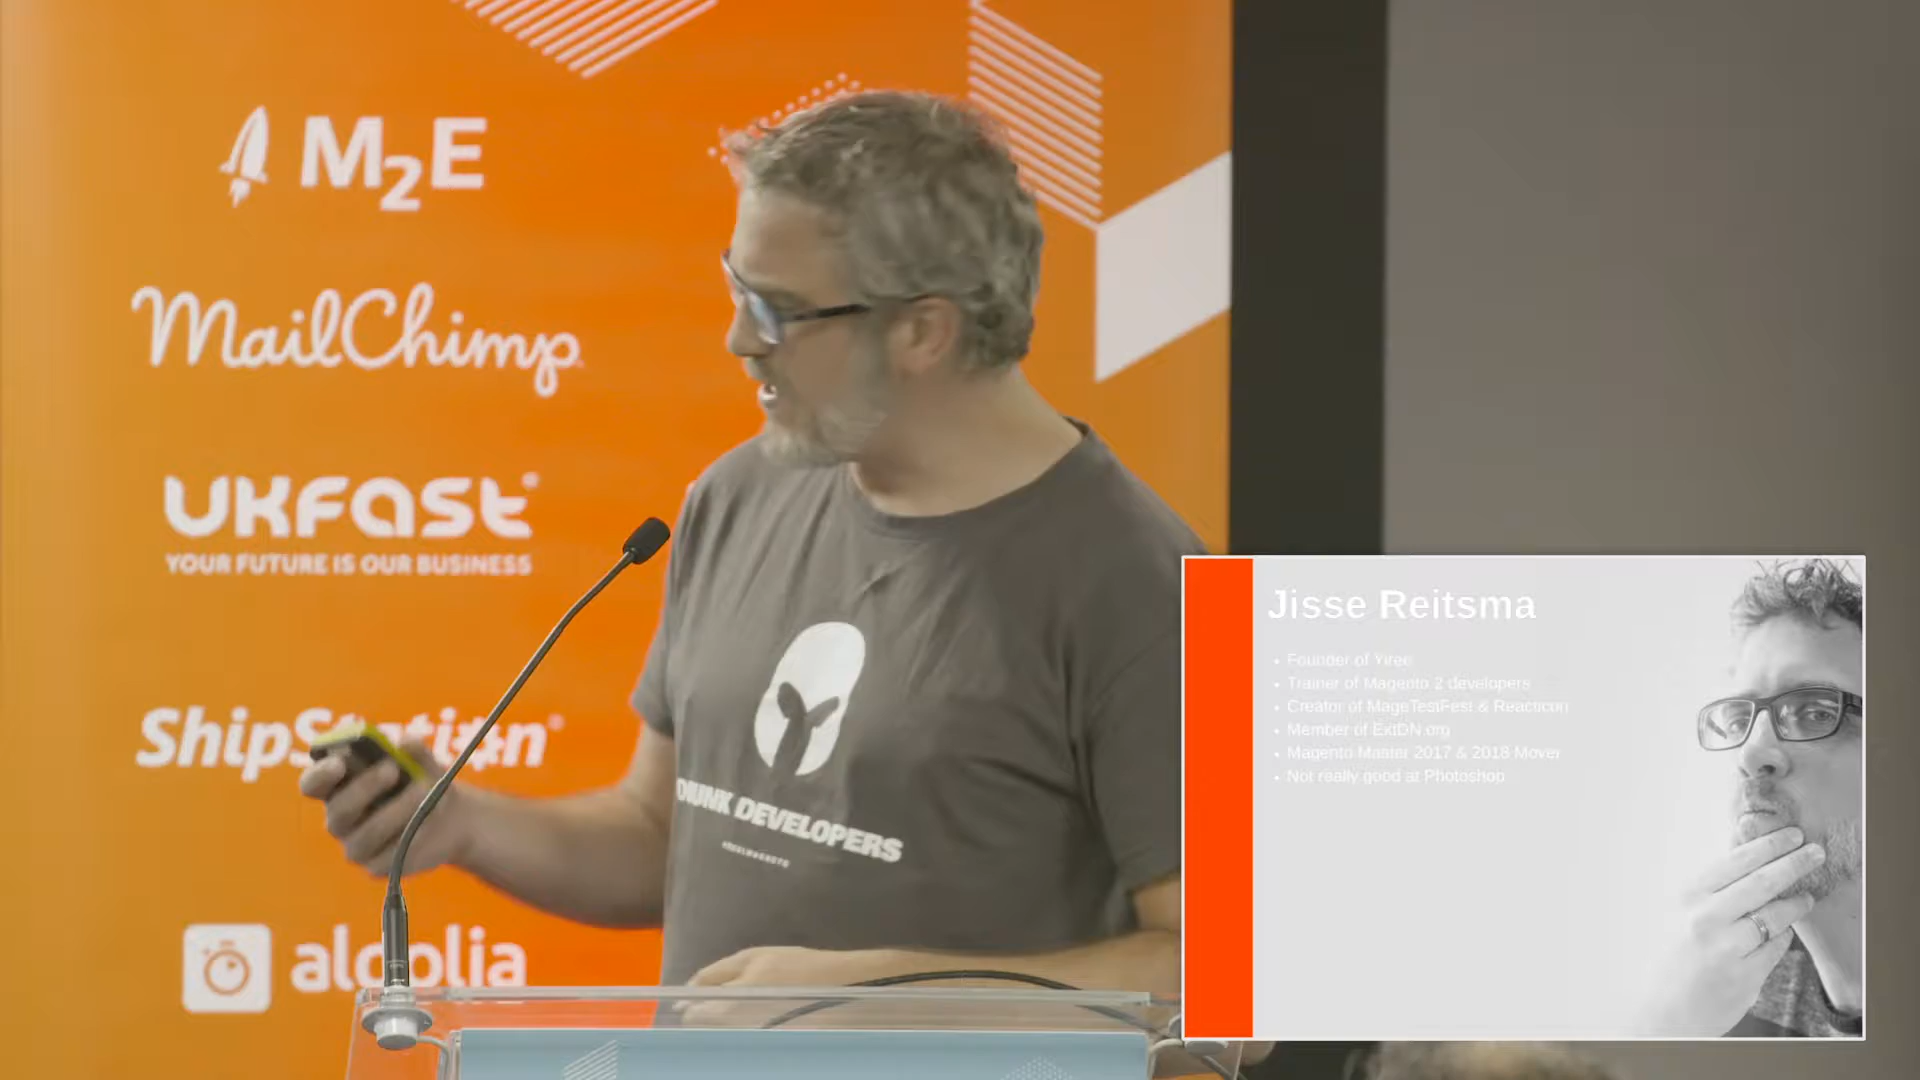 M2E
MailChimp
UKFast
YOUR FUTURE IS OUR BUSINESS
ShipStation
algolia
DRUNK DEVELOPERS
Jisse Reitsma
• Founder of Yireo
• Trainer of Magento 2 developers
• Creator of MageTestFest & Reacticon
• Member of ExtDN.org
• Magento Master 2017 & 2018 Mover
• Not really good at Photoshop